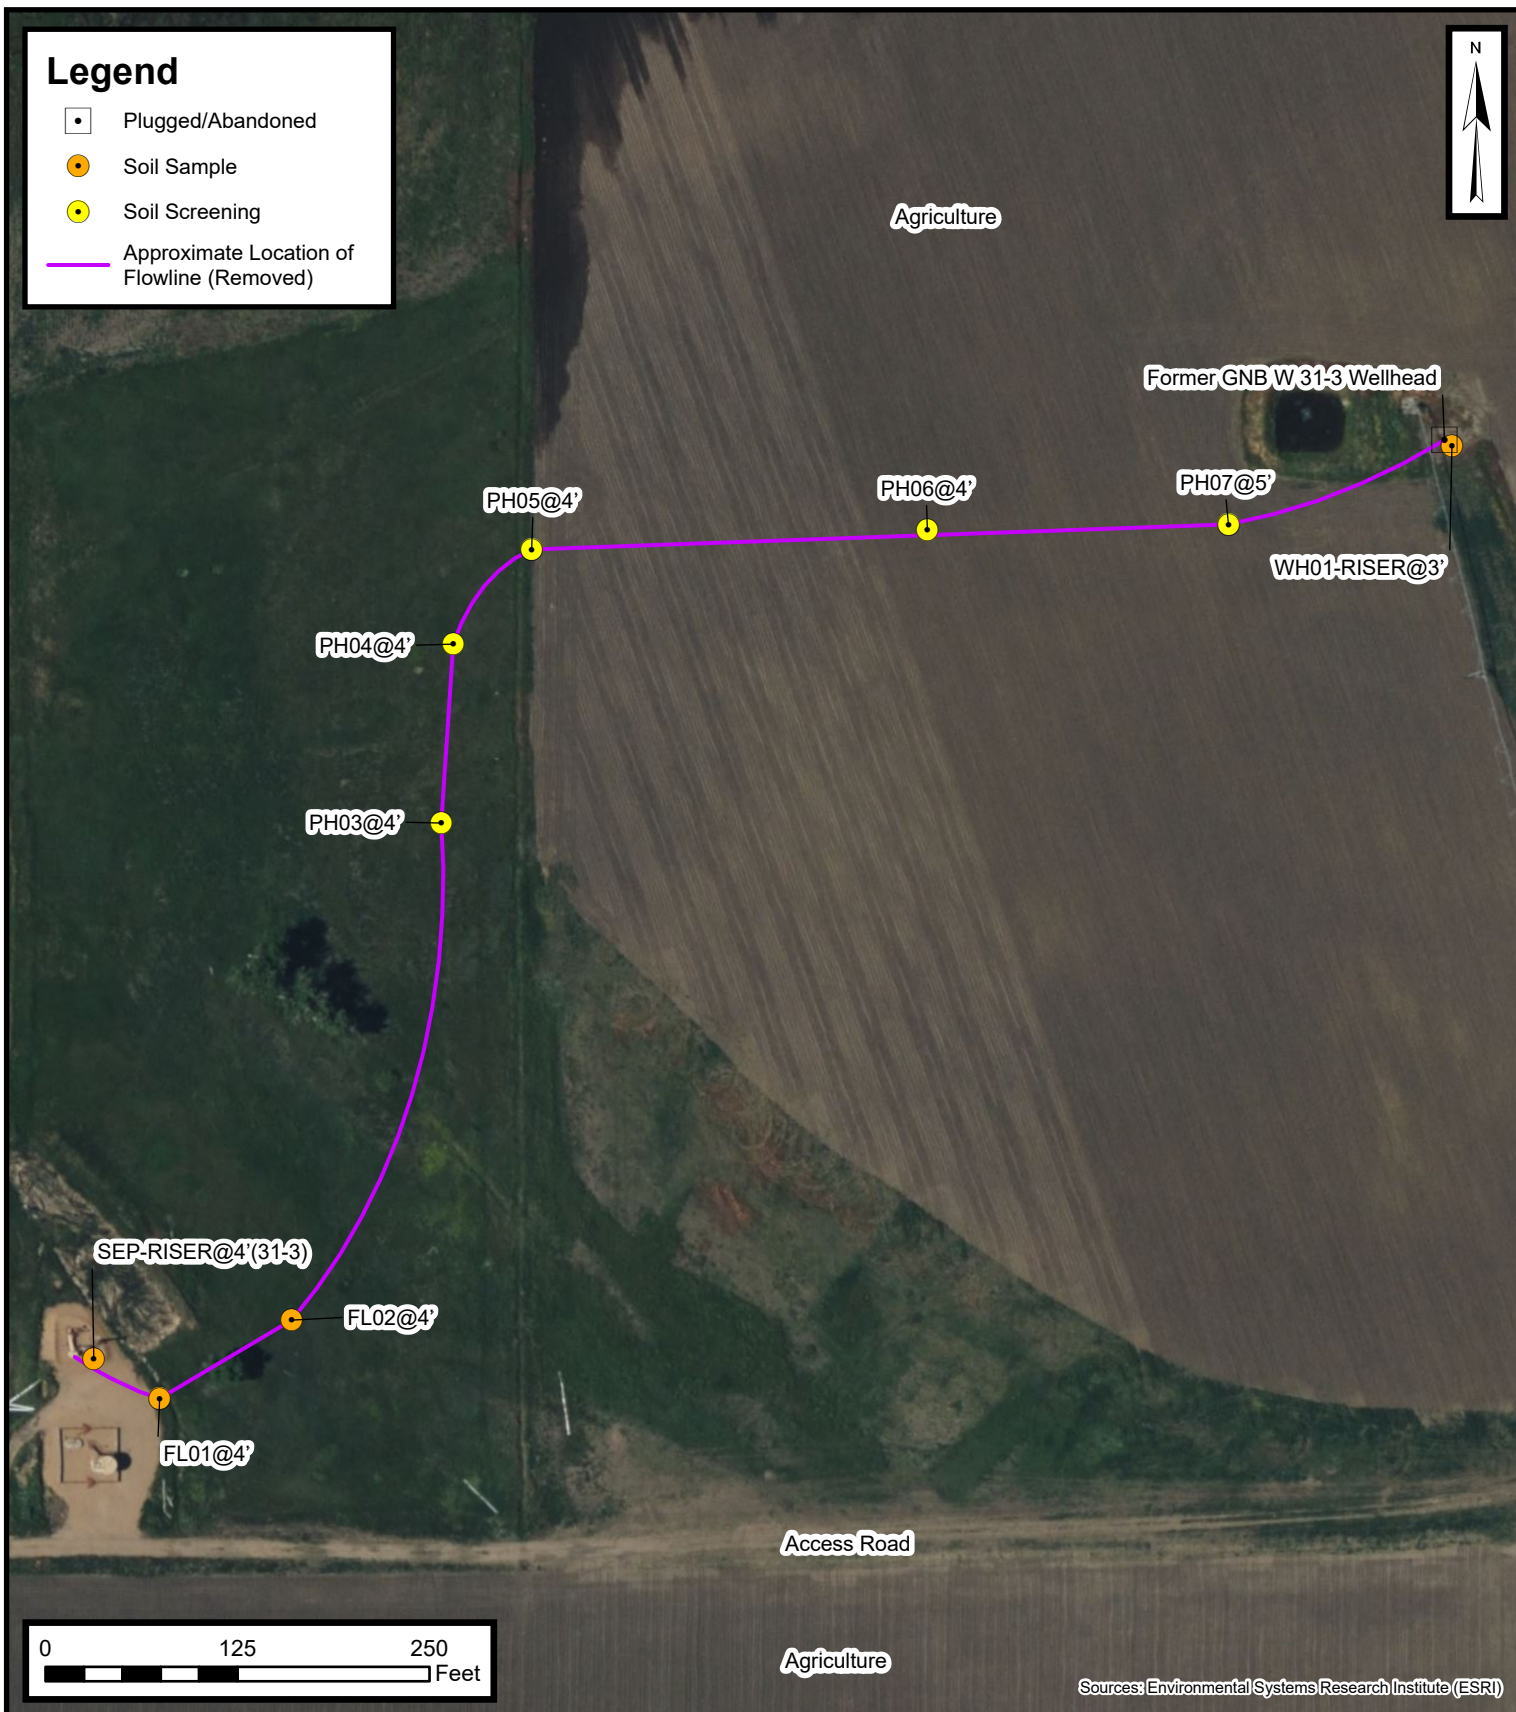 Legend
Plugged/Abandoned
Soil Sample
Soil Screening
Approximate Location of
Flowline (Removed)
N
Agriculture
Former GNB W 31-3 Wellhead
PH05@4'
PH06@4'
PH07@5'
WH01-RISER@3'
PH04@4'
PH03@4'
SEP-RISER@4'(31-3)
FL02@4'
FL01@4'
Access Road
0 125 250
Feet
Agriculture
Sources: Environmental Systems Research Institute (ESRI)